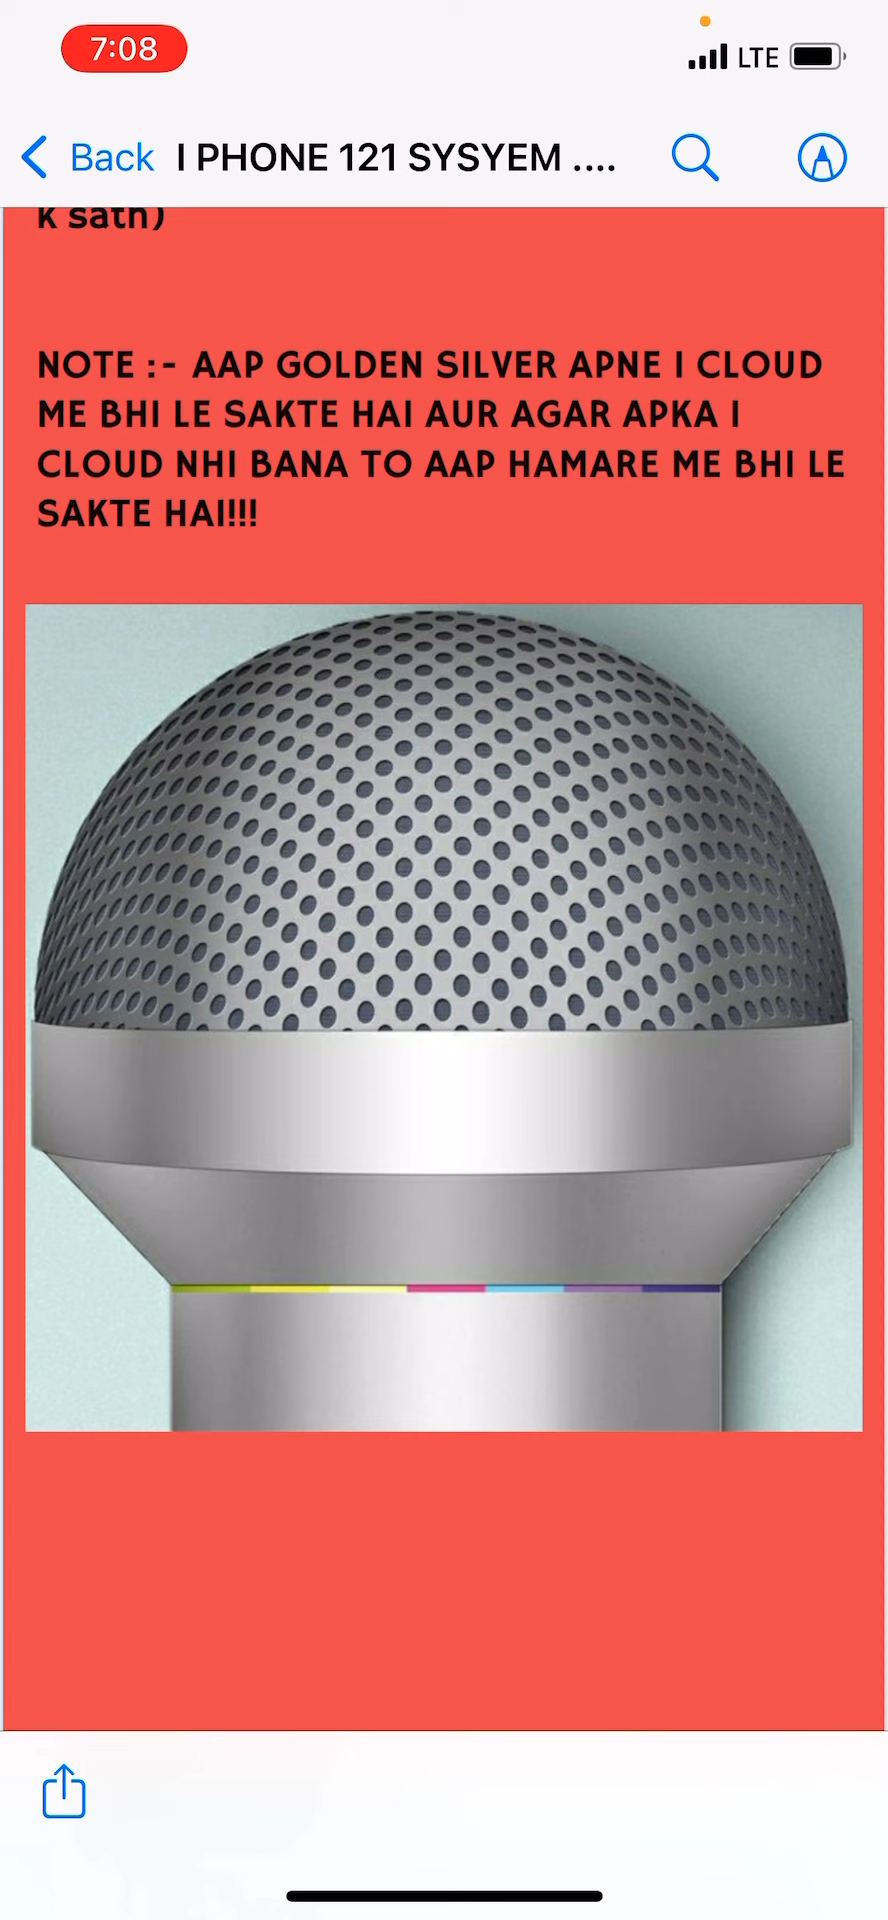 7:08
LTE
Back I PHONE 121 SYSYEM ....
k sath)
NOTE :- AAP GOLDEN SILVER APNE I CLOUD
ME BHI LE SAKTE HAI AUR AGAR APKA I
CLOUD NHI BANA TO AAP HAMARE ME BHI LE
SAKTE HAI!!!